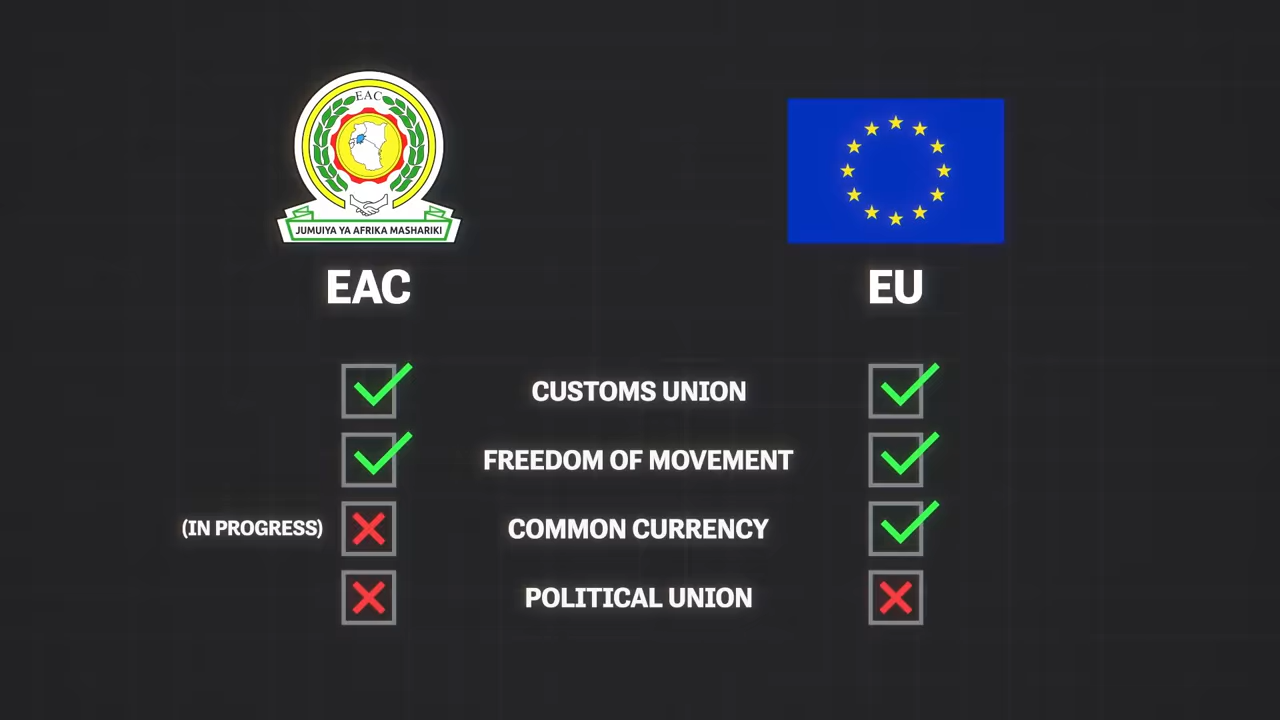 EAC
JUMUIYA YA AFRIKA MASHARIKI
EAC
EU
CUSTOMS UNION
FREEDOM OF MOVEMENT
(IN PROGRESS)
COMMON CURRENCY
POLITICAL UNION